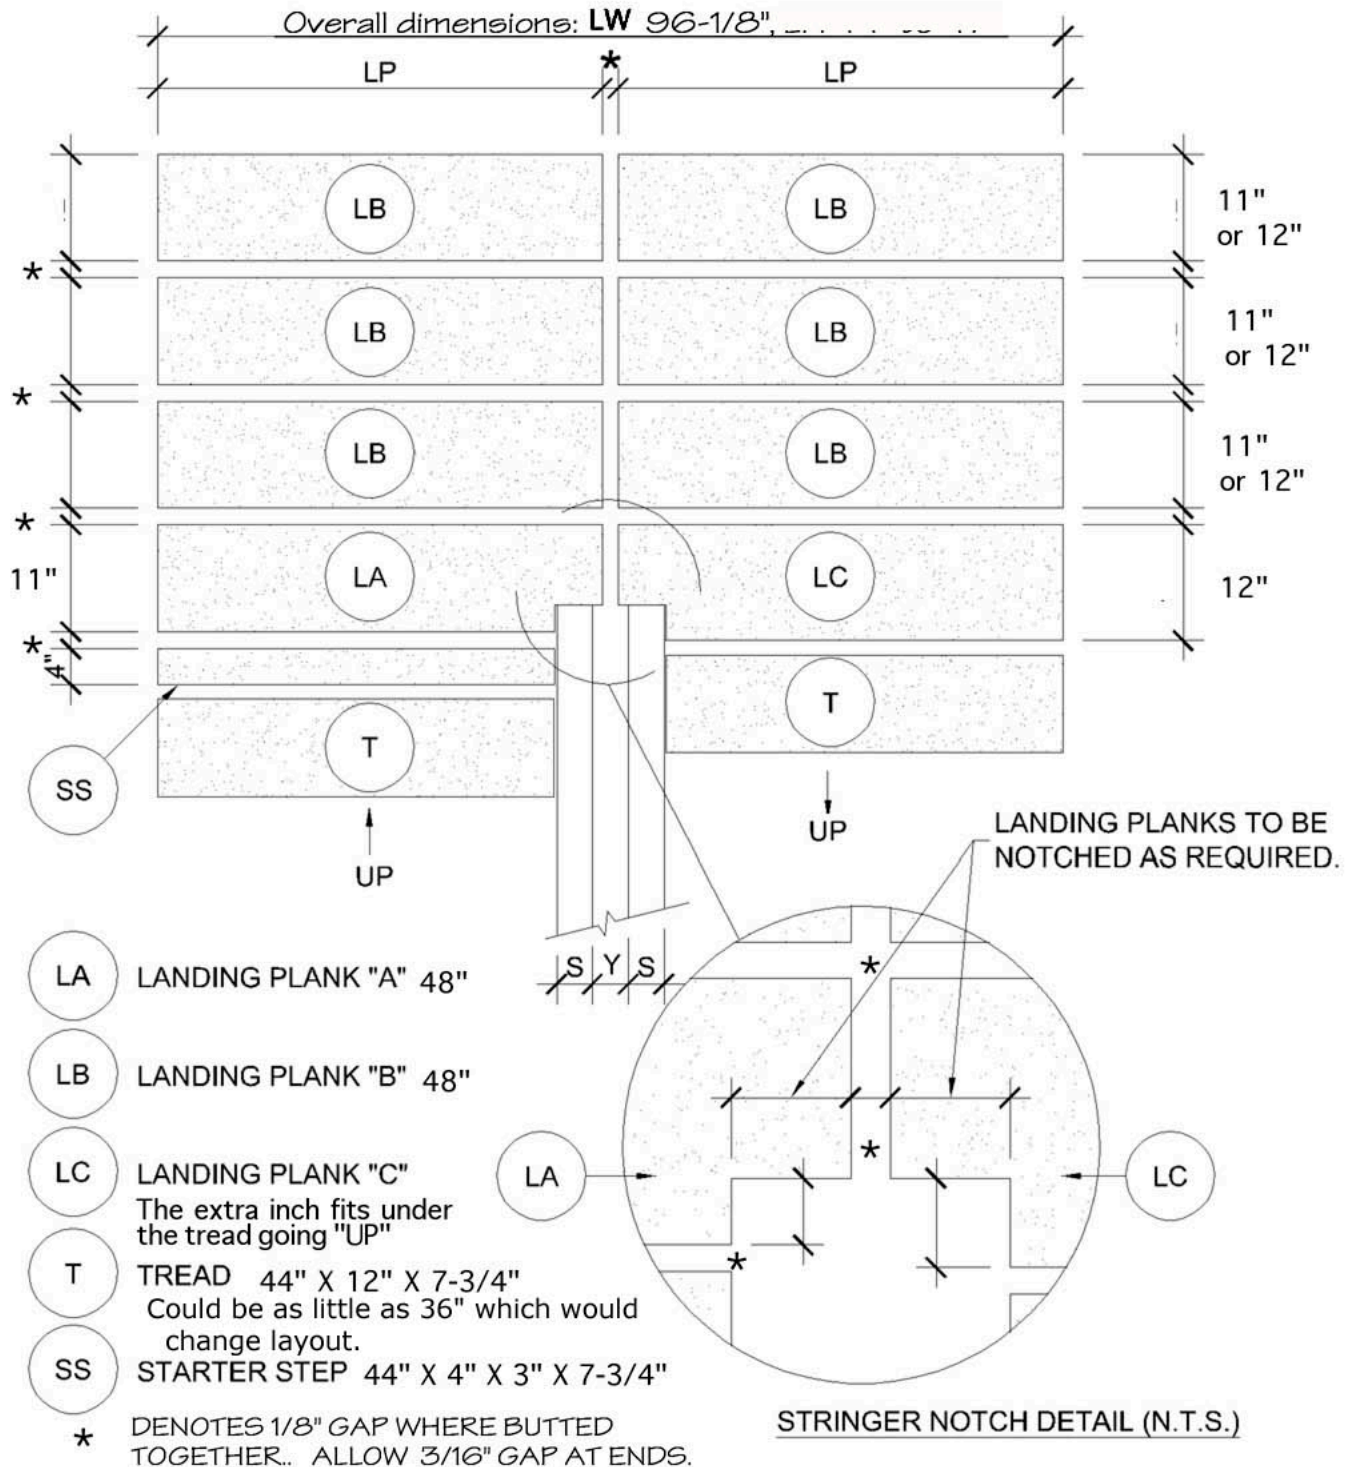 Overall dimensions: LW 96-1/8",
LP * LP
LB LB 11"
or 12"
*
LB LB 11"
or 12"
*
LB LB 11"
or 12"
*
11" LA LC 12"
*
4"
T
T
SS
UP
UP
LANDING PLANKS TO BE
NOTCHED AS REQUIRED.
S Y S
LA LANDING PLANK "A" 48"
*
LB LANDING PLANK "B" 48"
*
LC LANDING PLANK "C"
The extra inch fits under
the tread going "UP"
LA LC
*
T TREAD 44" X 12" X 7-3/4"
Could be as little as 36" which would
change layout.
SS STARTER STEP 44" X 4" X 3" X 7-3/4"
* DENOTES 1/8" GAP WHERE BUTTED
TOGETHER.. ALLOW 3/16" GAP AT ENDS.
STRINGER NOTCH DETAIL (N.T.S.)